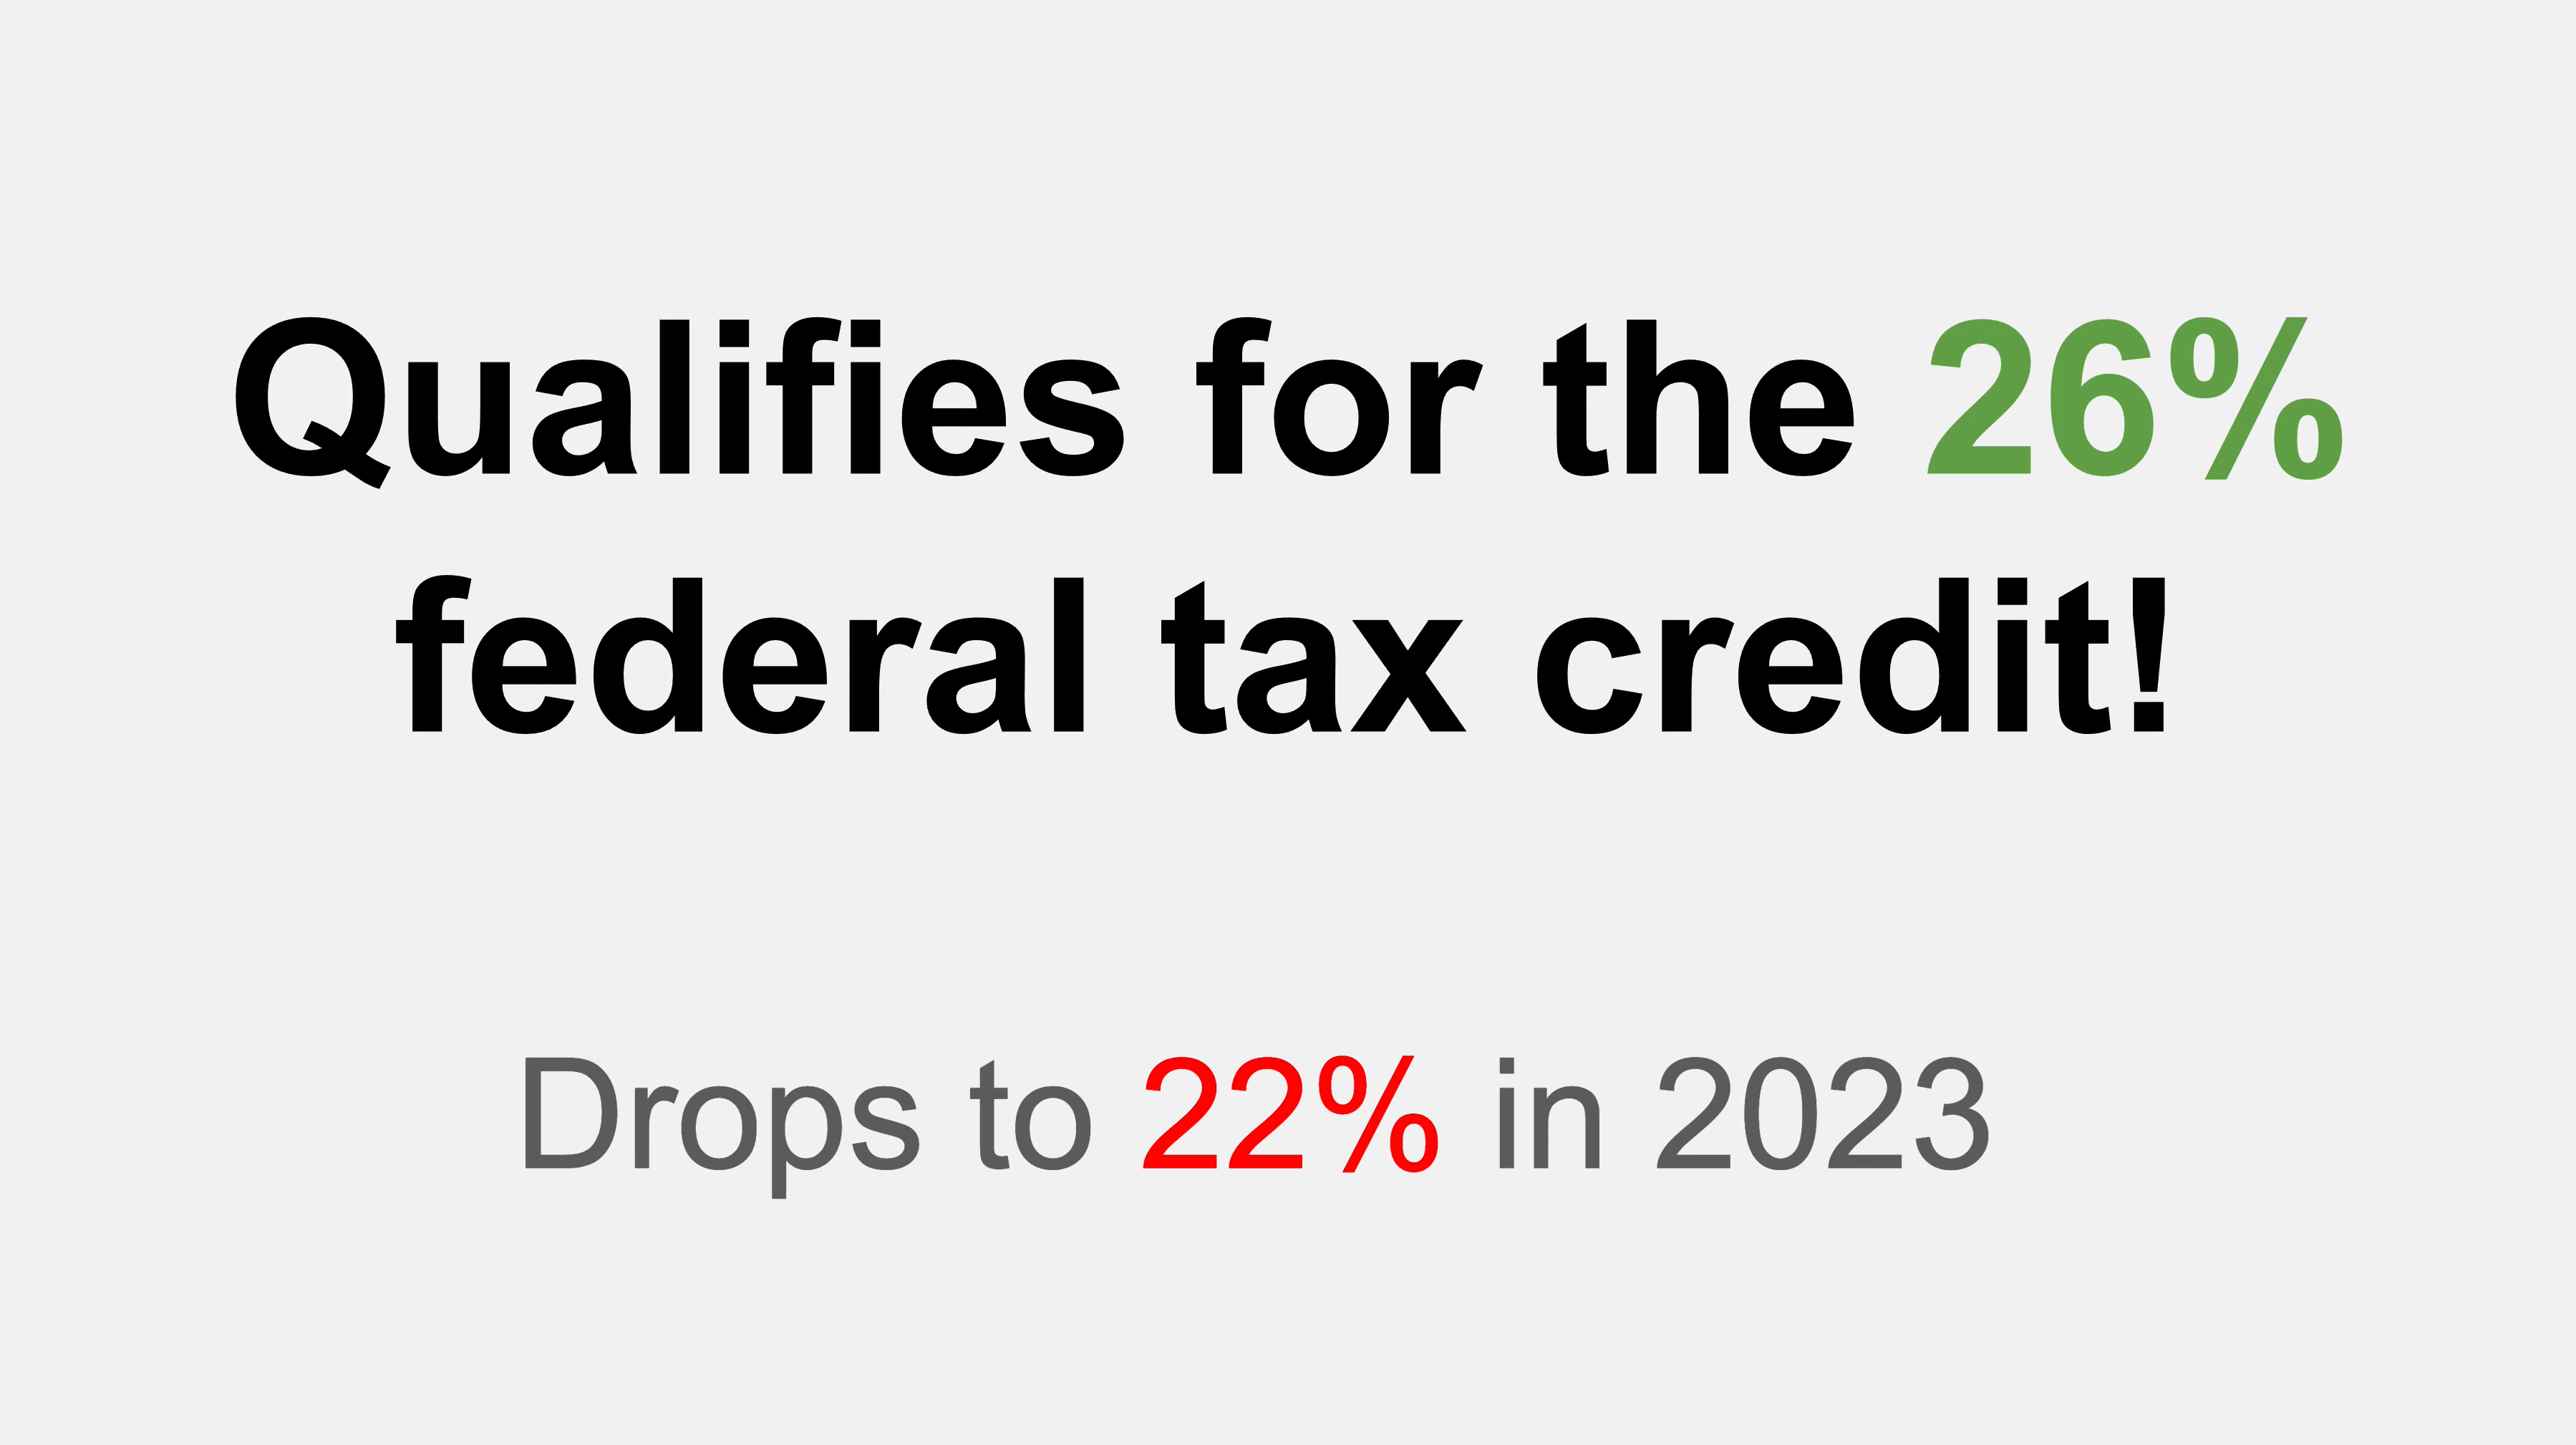 Qualifies for the 26%
federal tax credit!
Drops to 22% in 2023